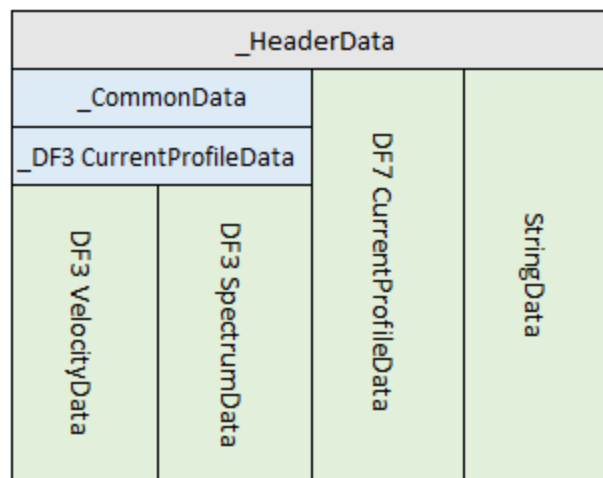 _HeaderData
_CommonData
_DF3 CurrentProfileData
DF3 VelocityData
DF3 SpectrumData
DF7 CurrentProfileData
StringData